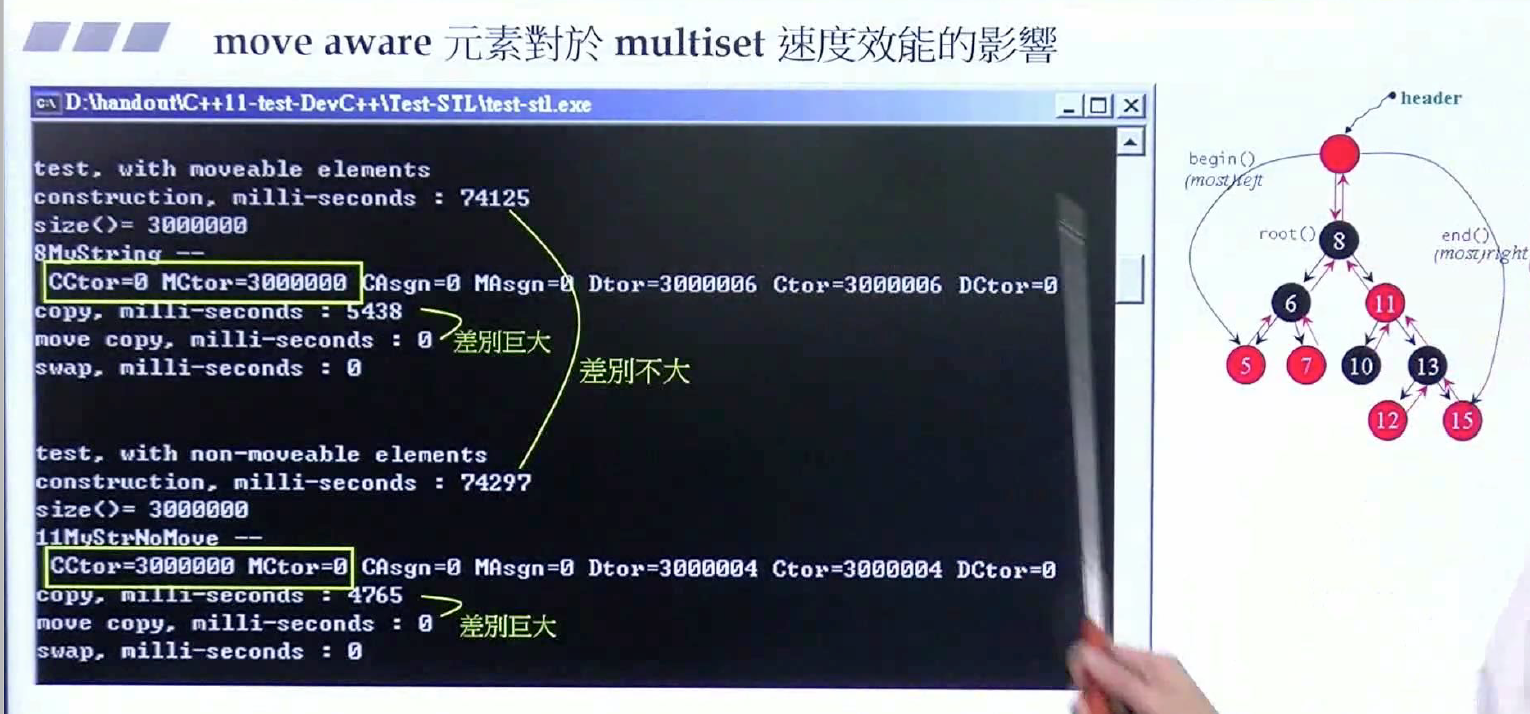 move aware 元素對於 multiset 速度效能的影響
D:\handout\C++11-test-DevC++\Test-STL\test-stl.exe
test, with moveable elements
construction, milli-seconds : 74125
size()= 3000000
8MyString --
CCtor=0 MCtor=3000000 CAsgn=0 MAsgn=0 Dtor=3000006 Ctor=3000006 DCtor=0
copy, milli-seconds : 5438
move copy, milli-seconds : 0 差別巨大
swap, milli-seconds : 0
差別不大
test, with non-moveable elements
construction, milli-seconds : 74297
size()= 3000000
11MyStrNoMove --
CCtor=3000000 MCtor=0 CAsgn=0 MAsgn=0 Dtor=3000004 Ctor=3000004 DCtor=0
copy, milli-seconds : 4765
move copy, milli-seconds : 0 差別巨大
swap, milli-seconds : 0
header
begin()
(most)left
root()
8
end()
(most)right
6 11
5 7 10 13
12 15